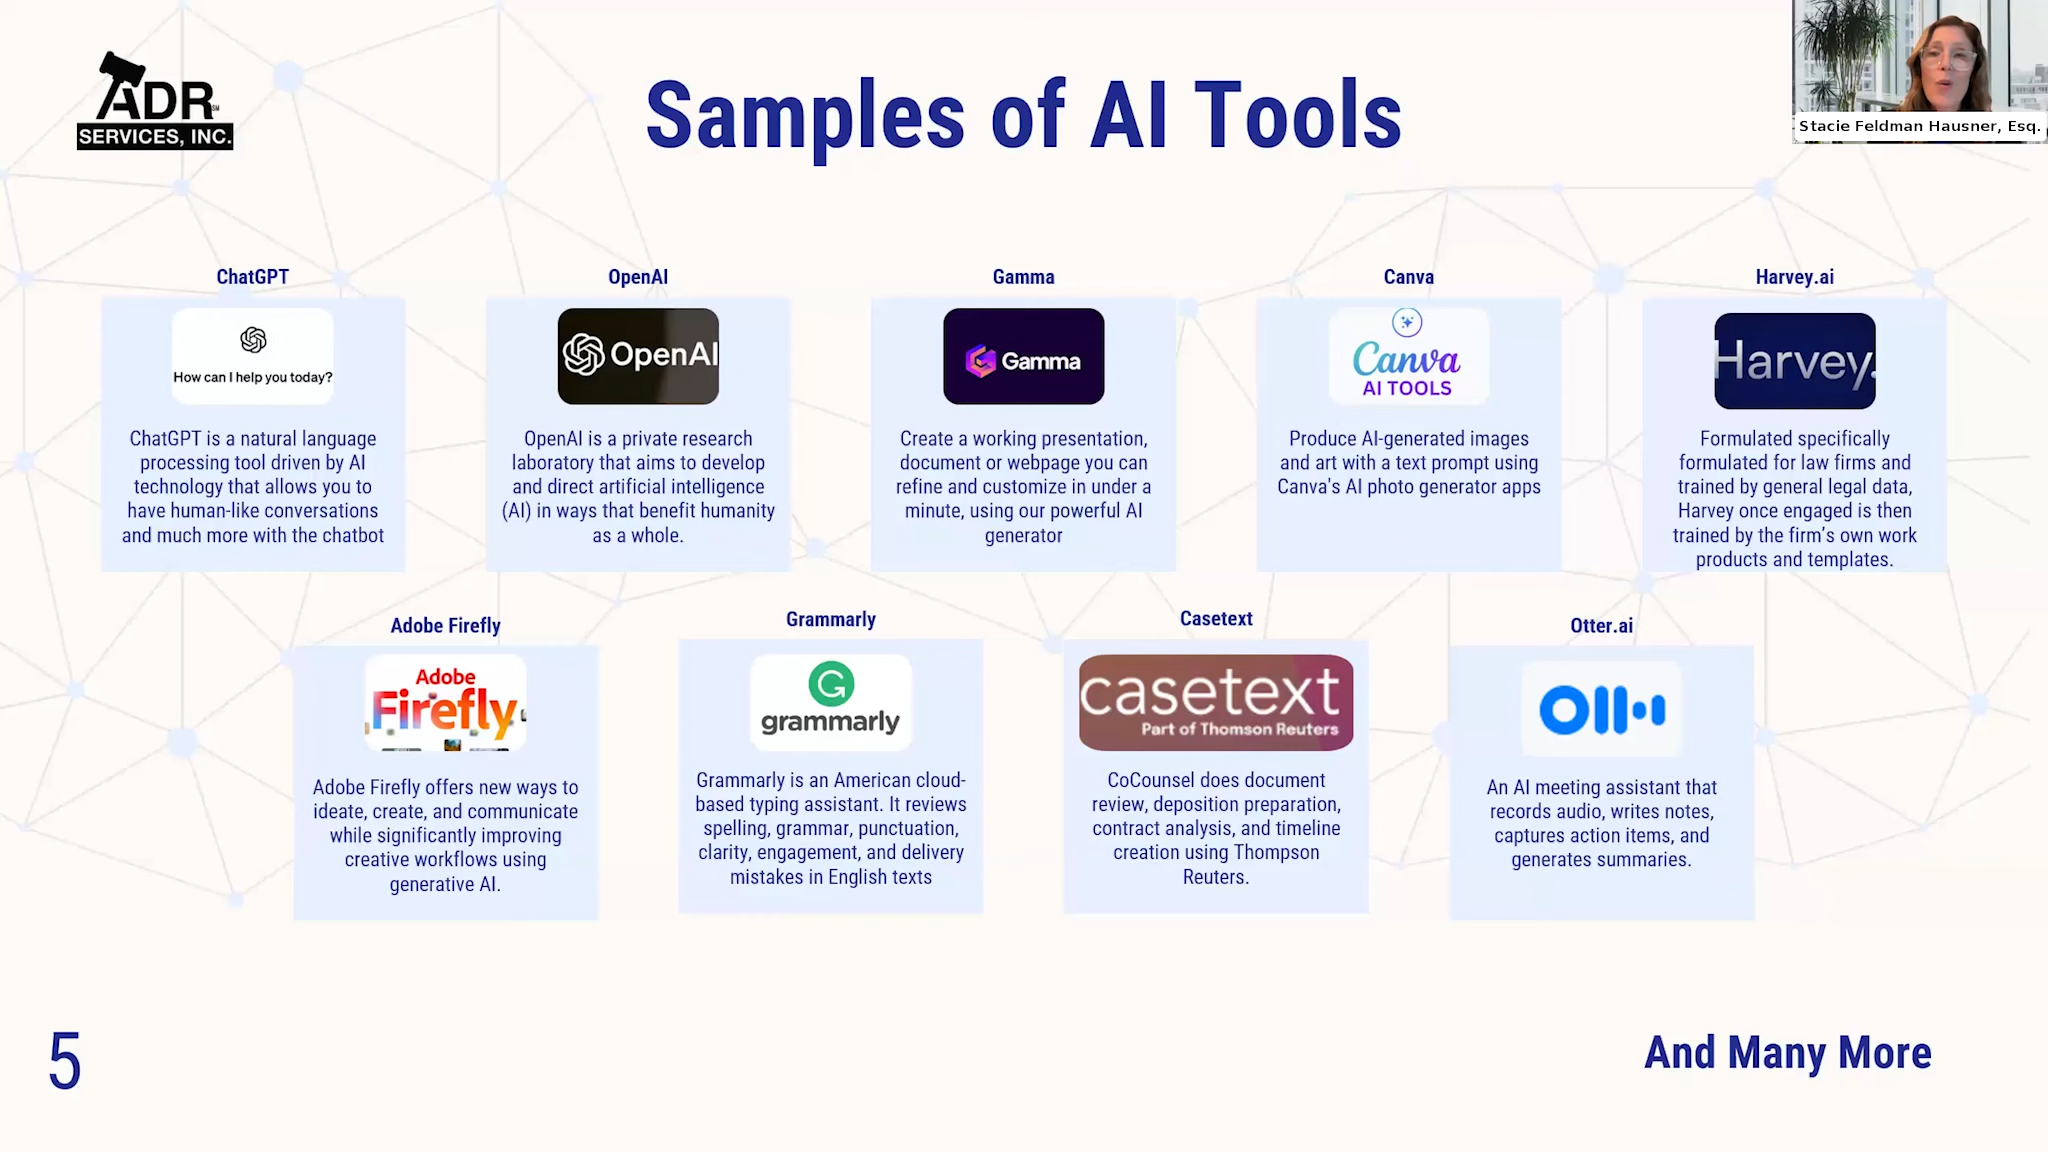 ADR
SM
SERVICES, INC.
Samples of AI Tools
Stacie Feldman Hausner, Esq.
ChatGPT
How can I help you today?
ChatGPT is a natural language
processing tool driven by AI
technology that allows you to
have human-like conversations
and much more with the chatbot
OpenAI
OpenAI
OpenAI is a private research
laboratory that aims to develop
and direct artificial intelligence
(AI) in ways that benefit humanity
as a whole.
Gamma
Gamma
Create a working presentation,
document or webpage you can
refine and customize in under a
minute, using our powerful AI
generator
Canva
Canva
AI TOOLS
Produce AI-generated images
and art with a text prompt using
Canva's AI photo generator apps
Harvey.ai
Harvey.
Formulated specifically
formulated for law firms and
trained by general legal data,
Harvey once engaged is then
trained by the firm’s own work
products and templates.
Adobe Firefly
Adobe
Firefly
Adobe Firefly offers new ways to
ideate, create, and communicate
while significantly improving
creative workflows using
generative AI.
Grammarly
grammarly
Grammarly is an American cloud-
based typing assistant. It reviews
spelling, grammar, punctuation,
clarity, engagement, and delivery
mistakes in English texts
Casetext
casetext
Part of Thomson Reuters
CoCounsel does document
review, deposition preparation,
contract analysis, and timeline
creation using Thompson
Reuters.
Otter.ai
An AI meeting assistant that
records audio, writes notes,
captures action items, and
generates summaries.
5
And Many More